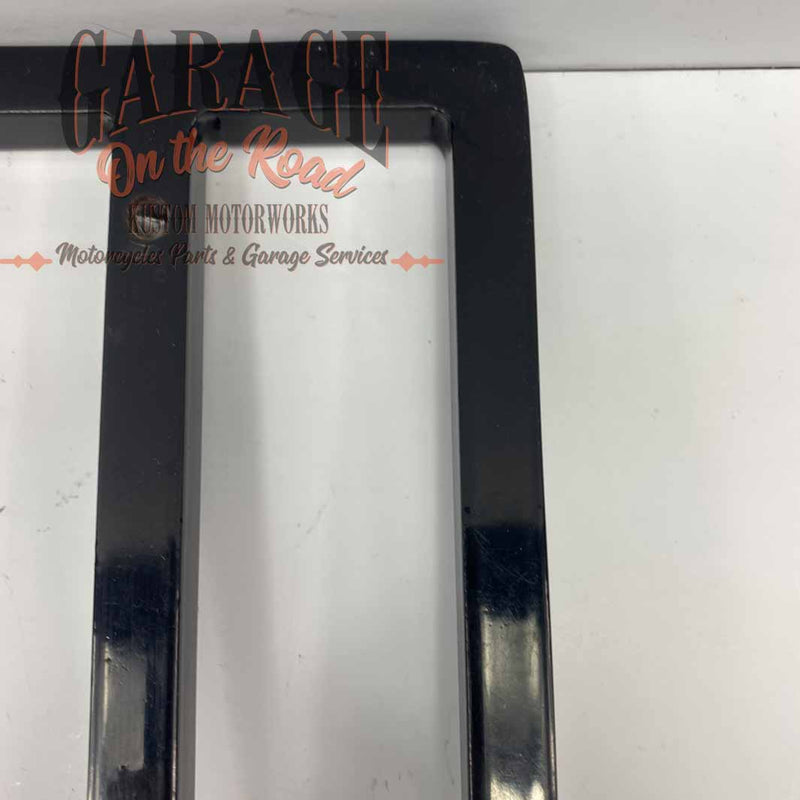 GARAGE
On the Road
KUSTOM MOTORWORKS
Motorcycles Parts & Garage Services